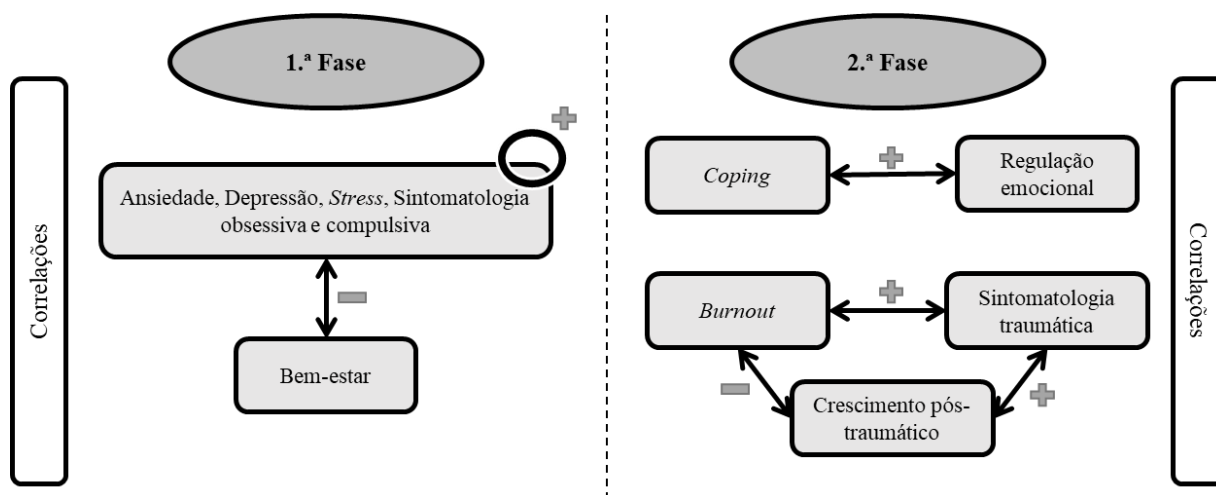 Correlações
1.ª Fase
Ansiedade, Depressão, Stress, Sintomatologia
obsessiva e compulsiva
Bem-estar
2.ª Fase
Coping
Regulação
emocional
Burnout
Sintomatologia
traumática
Crescimento pós-
traumático
Correlações